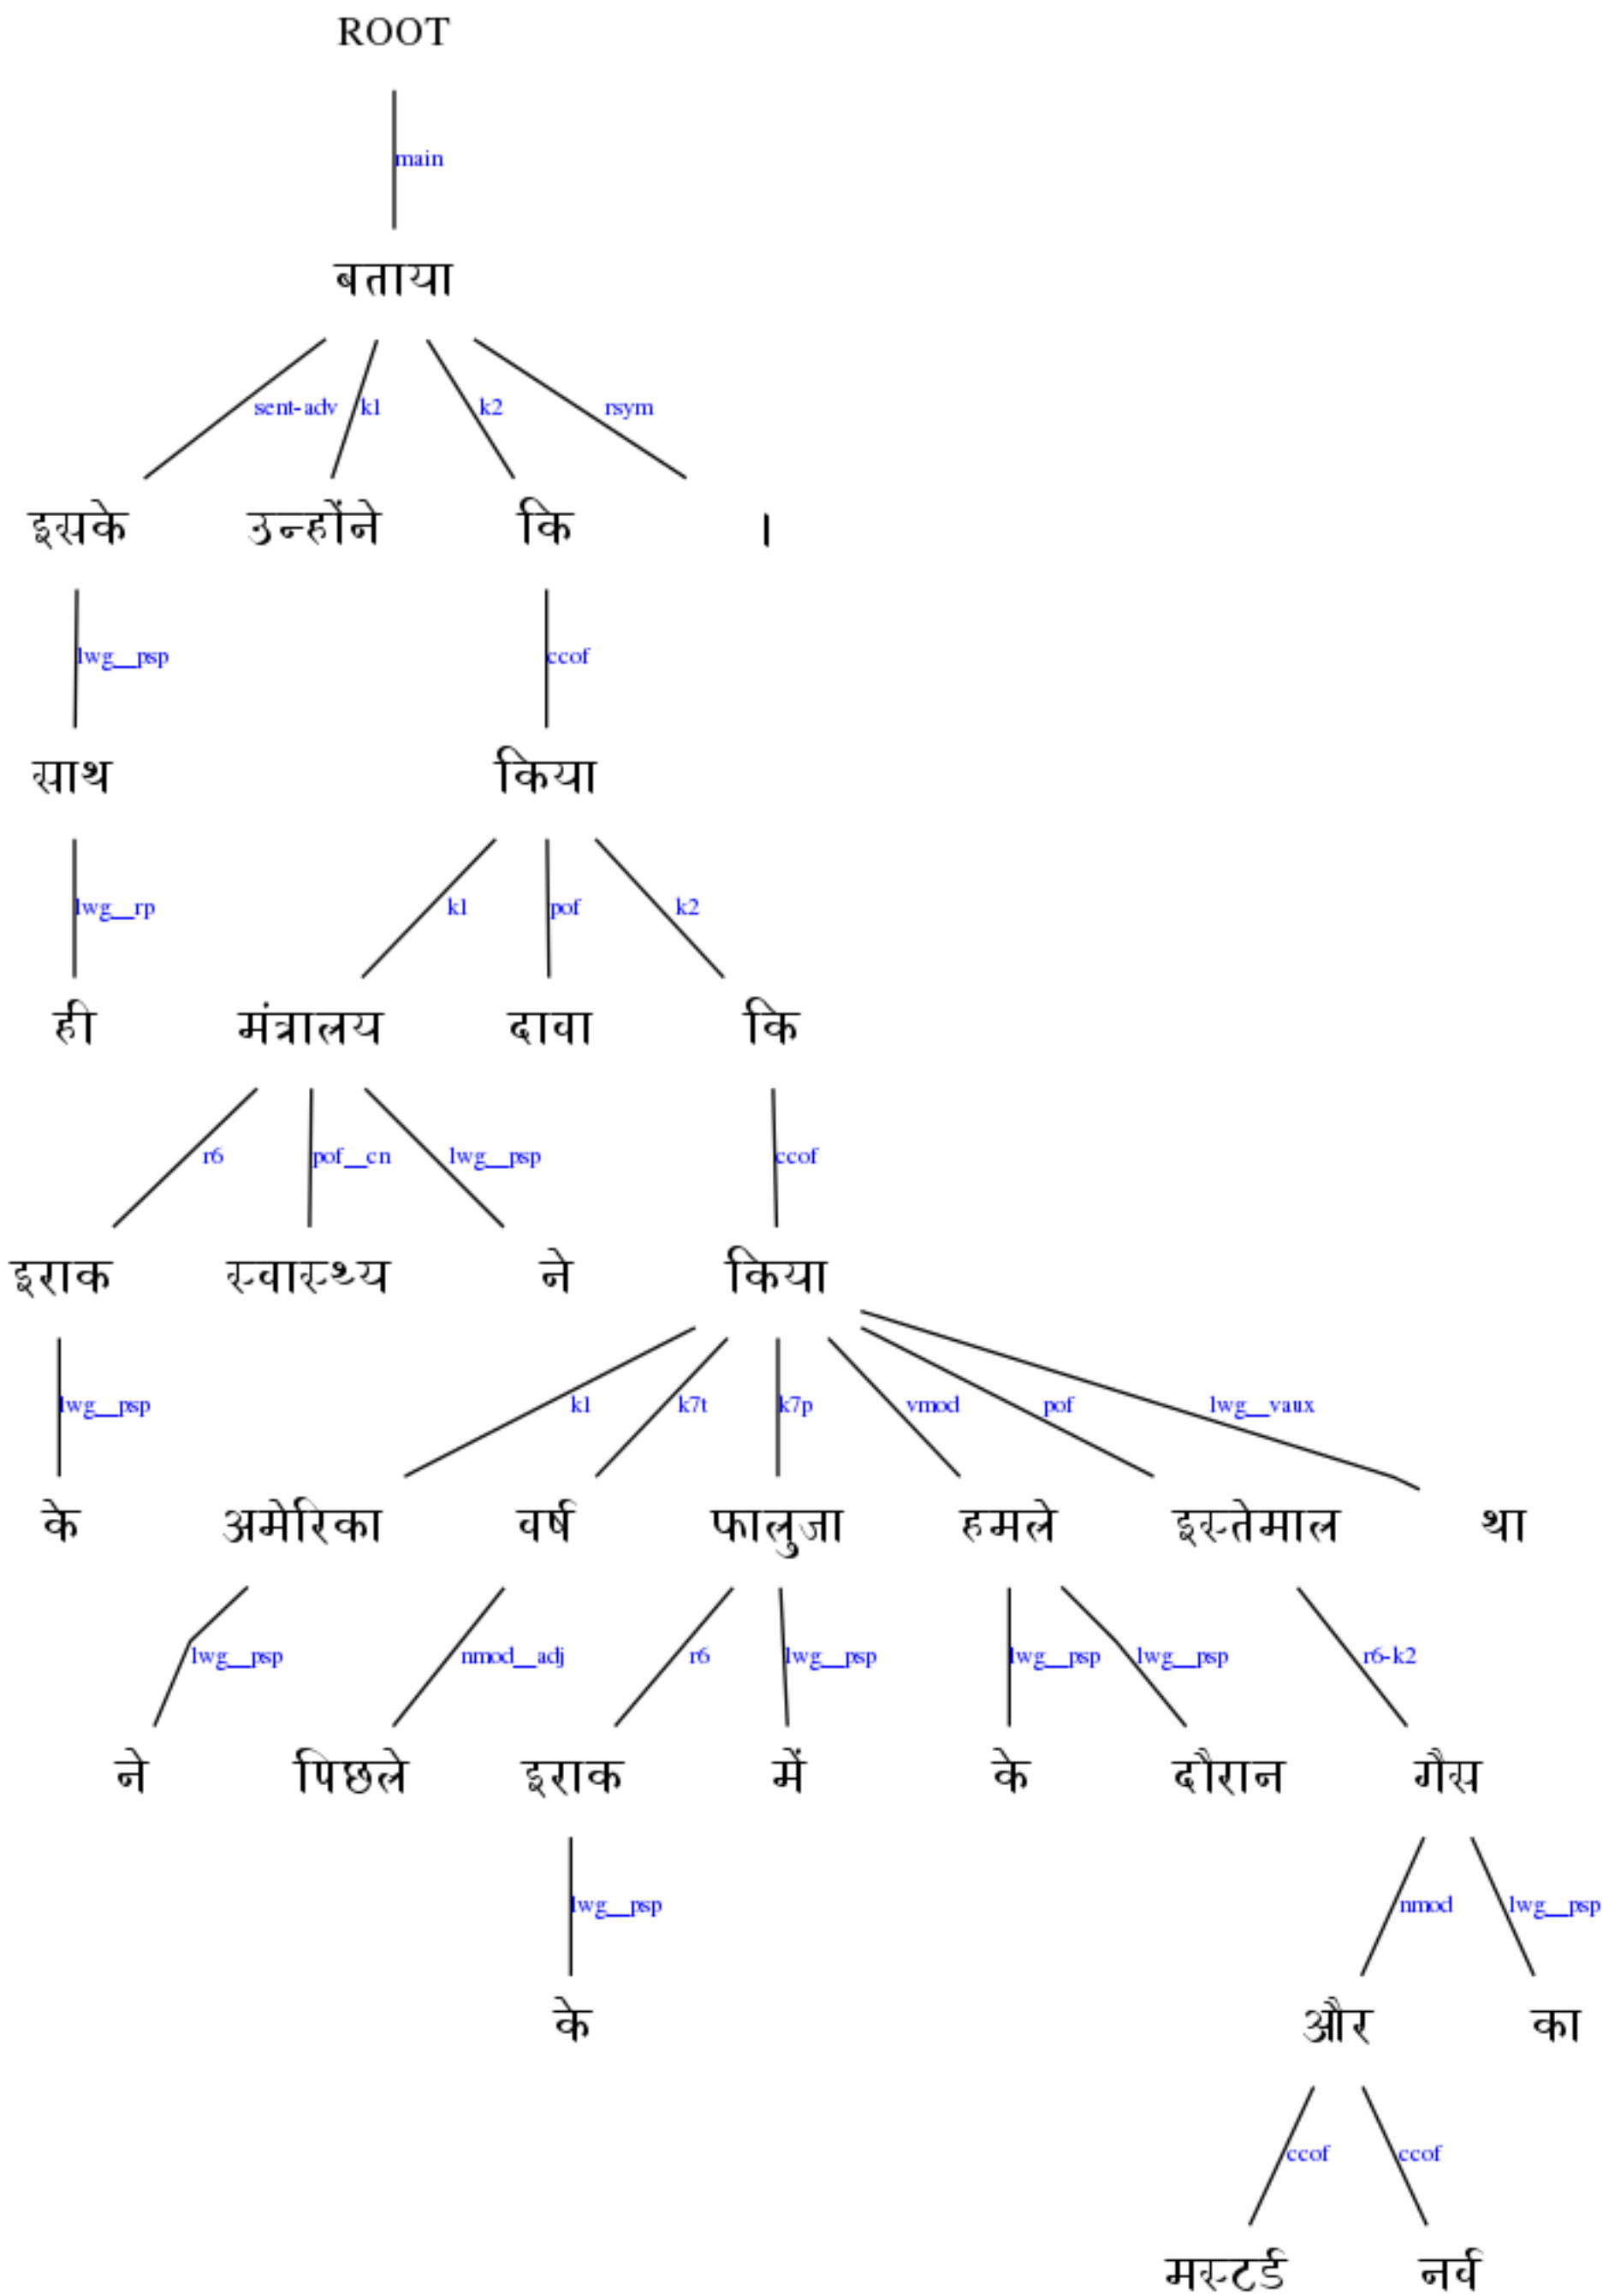 ROOT
main
बताया
sent-adv k1 k2 rsym
इसके उन्होंने कि ।
lwg__psp ccof
साथ किया
lwg__rp k1 pof k2
ही मंत्रालय दावा कि
r6 pof__cn lwg__psp ccof
इराक स्वास्थ्य ने किया
lwg__psp k1 k7t k7p vmod pof lwg__vaux
के अमेरिका वर्ष फालुजा हमले इस्तेमाल था
lwg__psp nmod__adj r6 lwg__psp lwg__psp lwg__psp r6-k2
ने पिछले इराक में के दौरान गैस
lwg__psp nmod lwg__psp
के और का
ccof ccof
मस्टर्ड नर्व